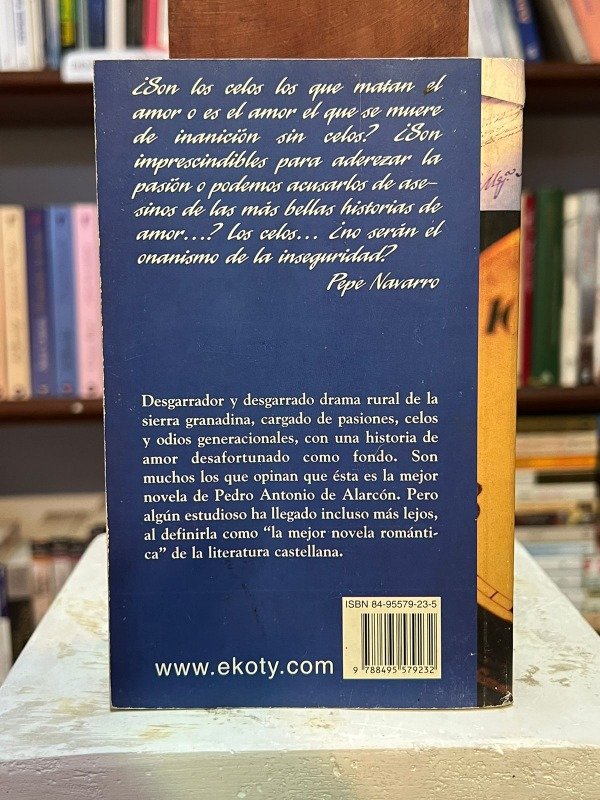 ¿Son los celos los que matan el
amor o es el amor el que se muere
de inanición sin celos? ¿Son
imprescindibles para aderezar la
pasión o podemos acusarlos de ase-
sinos de las más bellas historias de
amor....? Los celos... ¿no serán el
onanismo de la inseguridad?
Pepe Navarro
Desgarrador y desgarrado drama rural de la
sierra granadina, cargado de pasiones, celos
y odios generacionales, con una historia de
amor desafortunado como fondo. Son
muchos los que opinan que ésta es la mejor
novela de Pedro Antonio de Alarcón. Pero
algún estudioso ha llegado incluso más lejos,
al definirla como “la mejor novela románti-
ca” de la literatura castellana.
ISBN 84-95579-23-5
www.ekoty.com
9 788495 579232